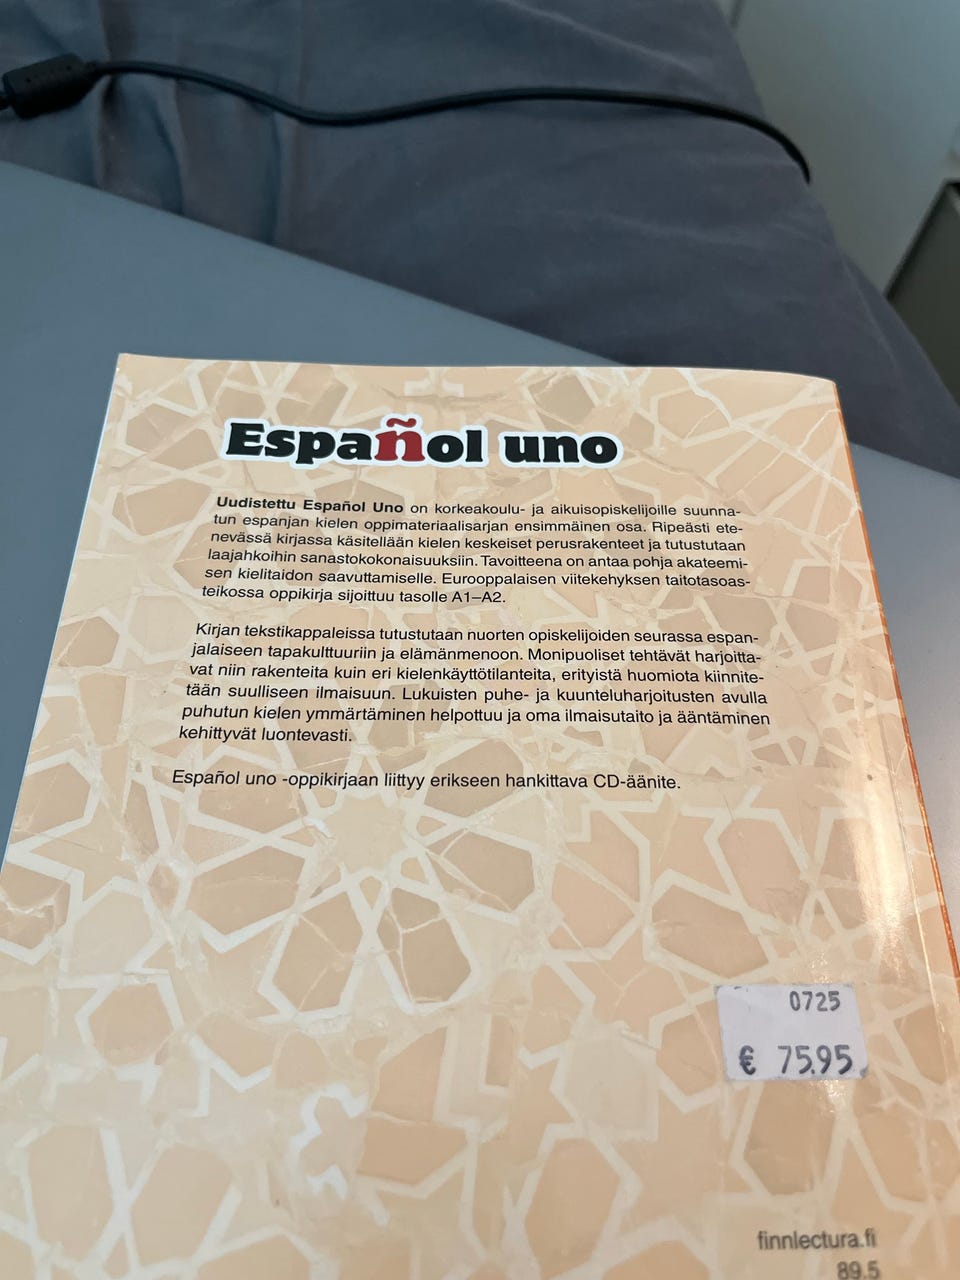 Español uno
Uudistettu Español Uno on korkeakoulu- ja aikuisopiskelijoille suunna-
tun espanjan kielen oppimateriaalisarjan ensimmäinen osa. Ripeästi ete-
nevässä kirjassa käsitellään kielen keskeiset perusrakenteet ja tutustutaan
laajahkoihin sanastokokonaisuuksiin. Tavoitteena on antaa pohja akateemi-
sen kielitaidon saavuttamiselle. Eurooppalaisen viitekehyksen taitotasoas-
teikossa oppikirja sijoittuu tasolle A1–A2.
Kirjan tekstikappaleissa tutustutaan nuorten opiskelijoiden seurassa espan-
jalaiseen tapakulttuuriin ja elämänmenoon. Monipuoliset tehtävät harjoitta-
vat niin rakenteita kuin eri kielenkäyttötilanteita, erityistä huomiota kiinnite-
tään suulliseen ilmaisuun. Lukuisten puhe- ja kuunteluharjoitusten avulla
puhutun kielen ymmärtäminen helpottuu ja oma ilmaisutaito ja ääntäminen
kehittyvät luontevasti.
Español uno -oppikirjaan liittyy erikseen hankittava CD-äänite.
0725
€ 75.95
finnlectura.fi
89.5